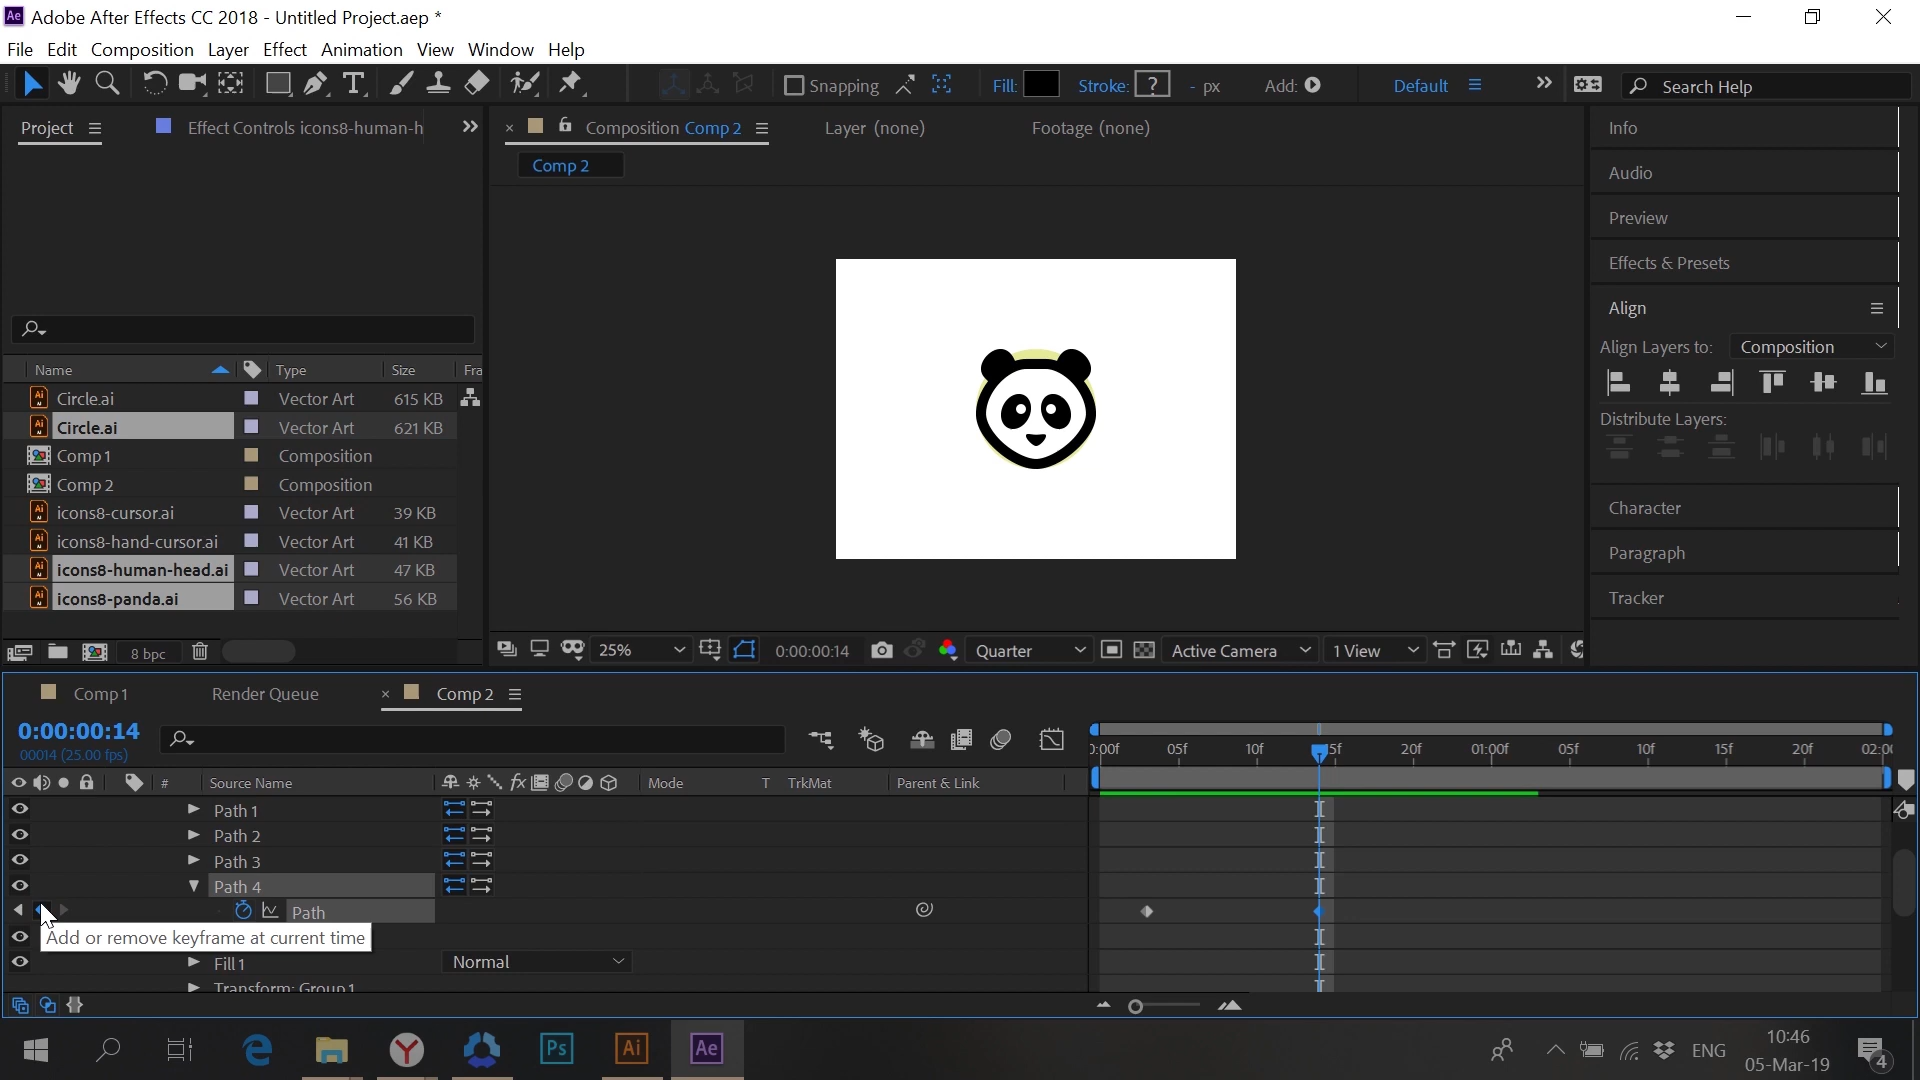 Ae Adobe After Effects CC 2018 - Untitled Project.aep *
File Edit Composition Layer Effect Animation View Window Help
T Snapping Fill: Stroke: ? - px Add: Default Search Help
Project Effect Controls icons8-human-h Composition Comp 2 Layer (none) Footage (none) Info
Comp 2
Audio
Preview
Effects & Presets
Align
Align Layers to: Composition
Distribute Layers:
Character
Paragraph
Tracker
Name Type Size Fra
Circle.ai Vector Art 615 KB
Circle.ai Vector Art 621 KB
Comp 1 Composition
Comp 2 Composition
icons8-cursor.ai Vector Art 39 KB
icons8-hand-cursor.ai Vector Art 41 KB
icons8-human-head.ai Vector Art 47 KB
icons8-panda.ai Vector Art 56 KB
8 bpc 25% 0:00:00:14 Quarter Active Camera 1 View
Comp 1 Render Queue Comp 2
0:00:00:14
00014 (25.00 fps)
05f 10f 20f 01:00f 05f 10f 15f 20f
# Source Name fx Mode T TrkMat Parent & Link
Path 1
Path 2
Path 3
Path 4
Path
Add or remove keyframe at current time
Fill 1 Normal
Transform: Group 1
Ps Ai Ae ENG 10:46
05-Mar-19 4